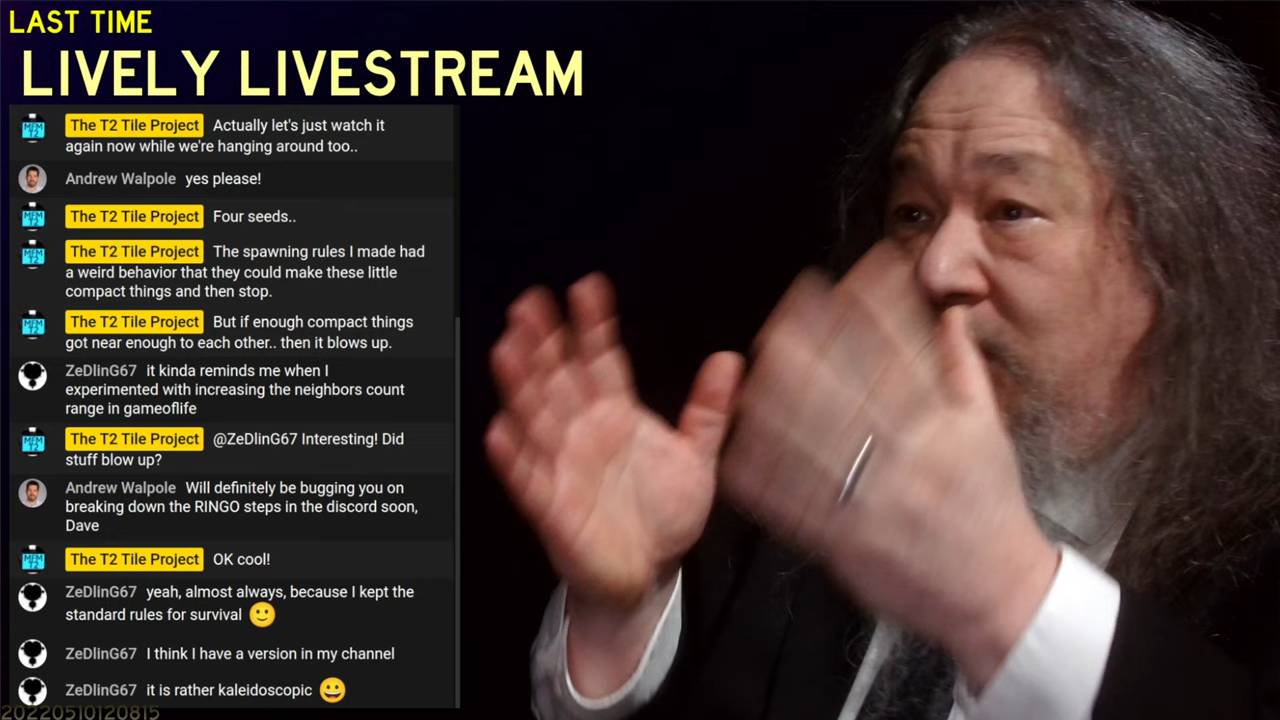 LAST TIME
LIVELY LIVESTREAM
The T2 Tile Project Actually let's just watch it
again now while we're hanging around too..
Andrew Walpole yes please!
The T2 Tile Project Four seeds..
The T2 Tile Project The spawning rules I made had
a weird behavior that they could make these little
compact things and then stop.
The T2 Tile Project But if enough compact things
got near enough to each other.. then it blows up.
ZeDlinG67 it kinda reminds me when I
experimented with increasing the neighbors count
range in gameoflife
The T2 Tile Project @ZeDlinG67 Interesting! Did
stuff blow up?
Andrew Walpole Will definitely be bugging you on
breaking down the RINGO steps in the discord soon,
Dave
The T2 Tile Project OK cool!
ZeDlinG67 yeah, almost always, because I kept the
standard rules for survival 🙂
ZeDlinG67 I think I have a version in my channel
ZeDlinG67 it is rather kaleidoscopic 😀
20220510120815